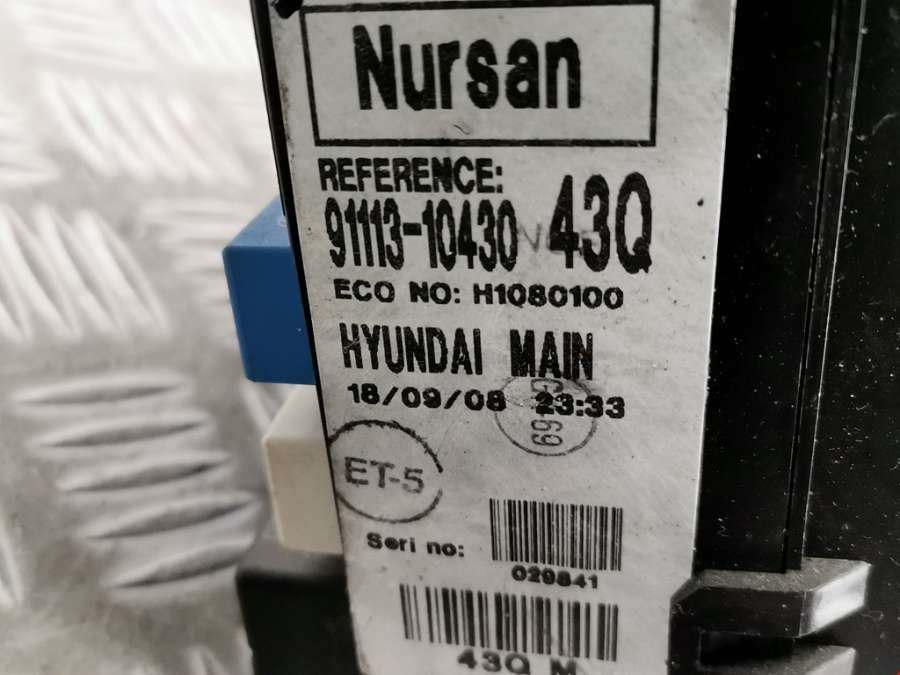 Nursan
REFERENCE:
91113-10430 43Q
ECO NO: H1080100
HYUNDAI MAIN
18/09/08 23:33
ET-5
Seri no:
029841
43Q M